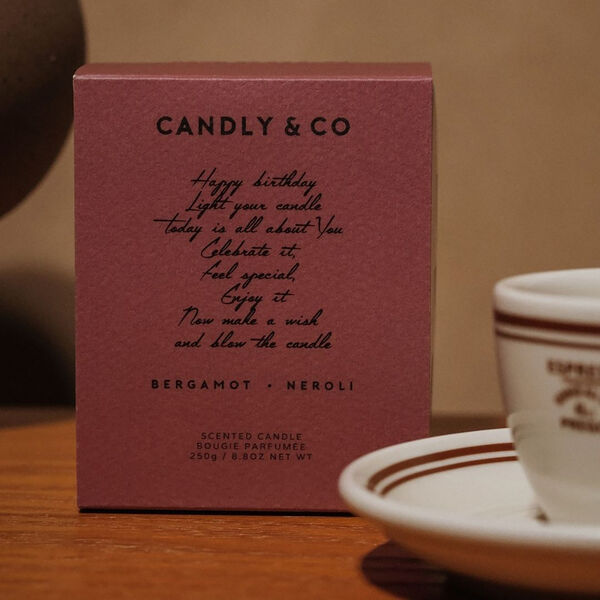 CANDLY & CO
Happy birthday
Light your candle
Today is all about You
Celebrate it,
Feel special,
Enjoy it
Now make a wish
and blow the candle
BERGAMOT • NEROLI
SCENTED CANDLE
BOUGIE PARFUMÉE
250g / 8.8OZ NET WT